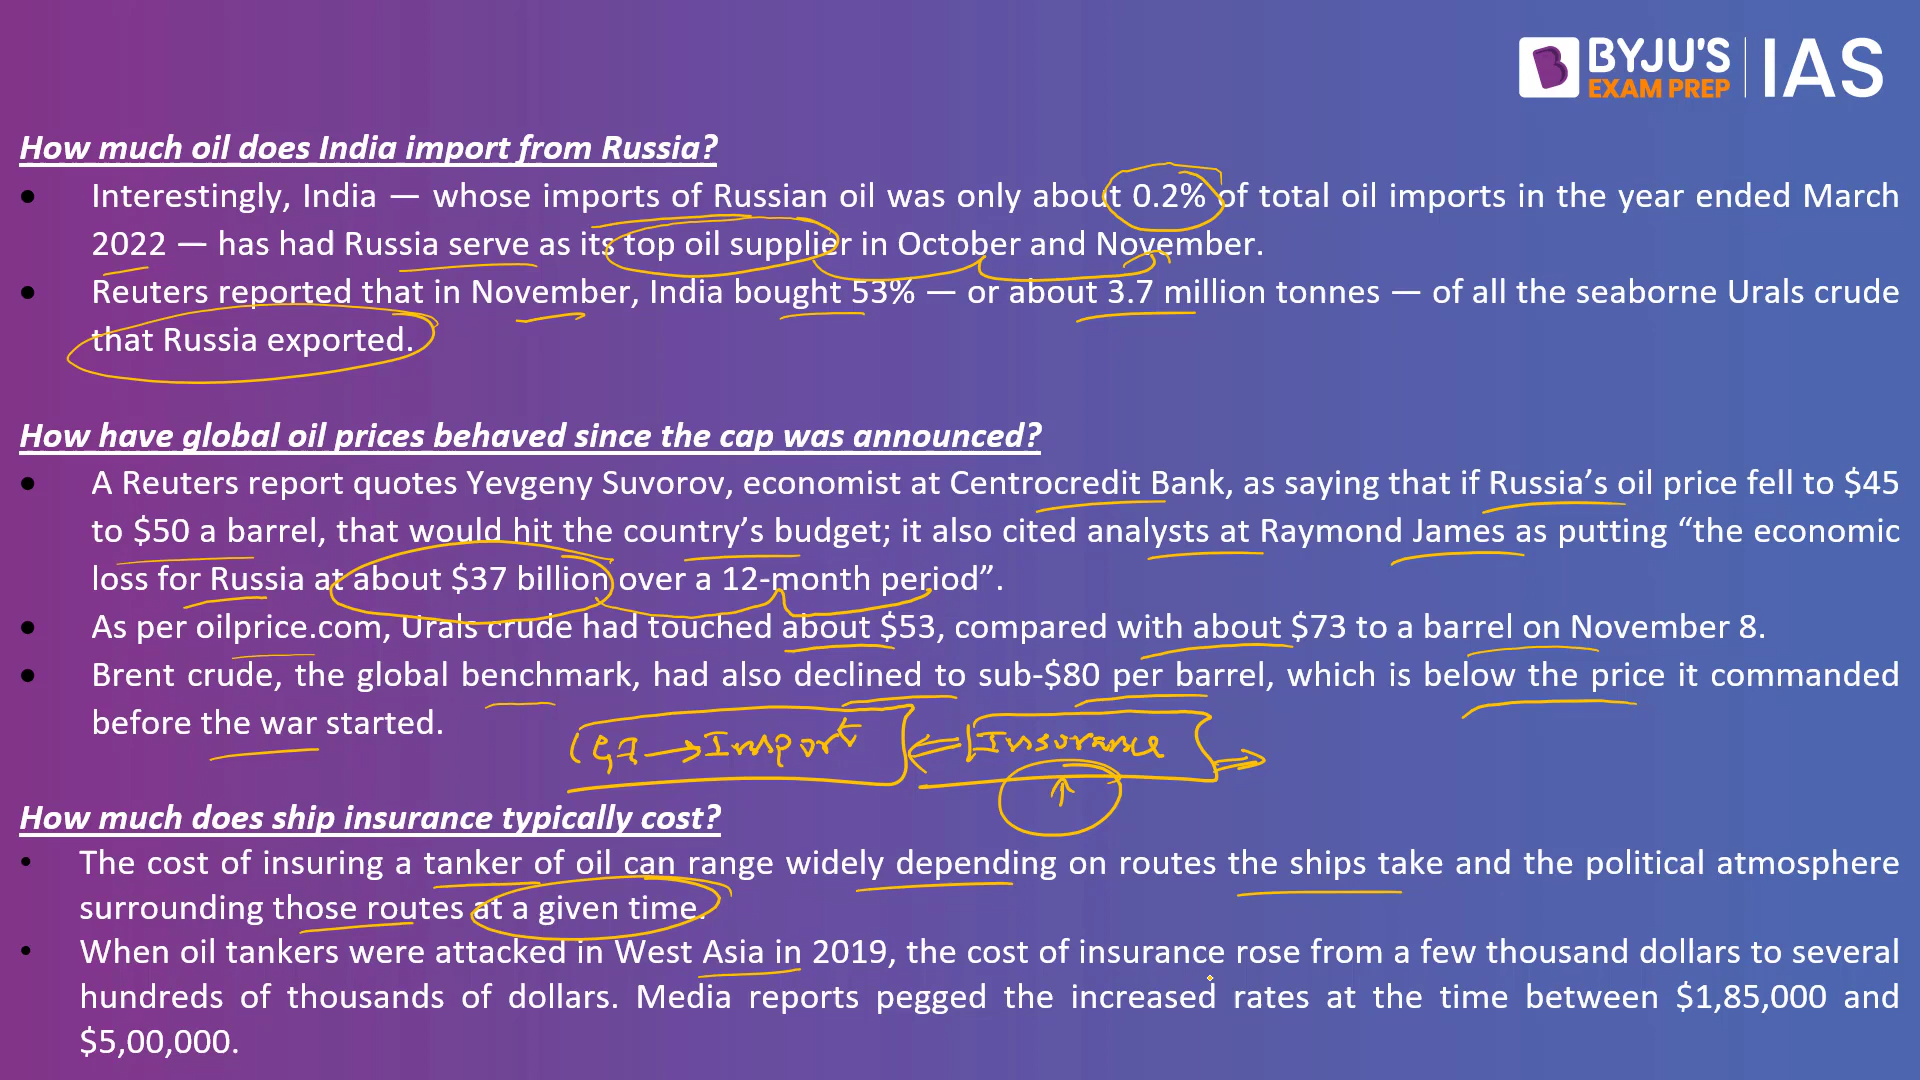 BYJU'S
EXAM PREP
IAS
How much oil does India import from Russia?
● Interestingly, India — whose imports of Russian oil was only about 0.2% of total oil imports in the year ended March
2022 — has had Russia serve as its top oil supplier in October and November.
● Reuters reported that in November, India bought 53% — or about 3.7 million tonnes — of all the seaborne Urals crude
that Russia exported.
How have global oil prices behaved since the cap was announced?
● A Reuters report quotes Yevgeny Suvorov, economist at Centrocredit Bank, as saying that if Russia’s oil price fell to $45
to $50 a barrel, that would hit the country’s budget; it also cited analysts at Raymond James as putting “the economic
loss for Russia at about $37 billion over a 12-month period”.
● As per oilprice.com, Urals crude had touched about $53, compared with about $73 to a barrel on November 8.
● Brent crude, the global benchmark, had also declined to sub-$80 per barrel, which is below the price it commanded
before the war started.
G7 → Import ← Insurance →
How much does ship insurance typically cost?
• The cost of insuring a tanker of oil can range widely depending on routes the ships take and the political atmosphere
surrounding those routes at a given time.
• When oil tankers were attacked in West Asia in 2019, the cost of insurance rose from a few thousand dollars to several
hundreds of thousands of dollars. Media reports pegged the increased rates at the time between $1,85,000 and
$5,00,000.